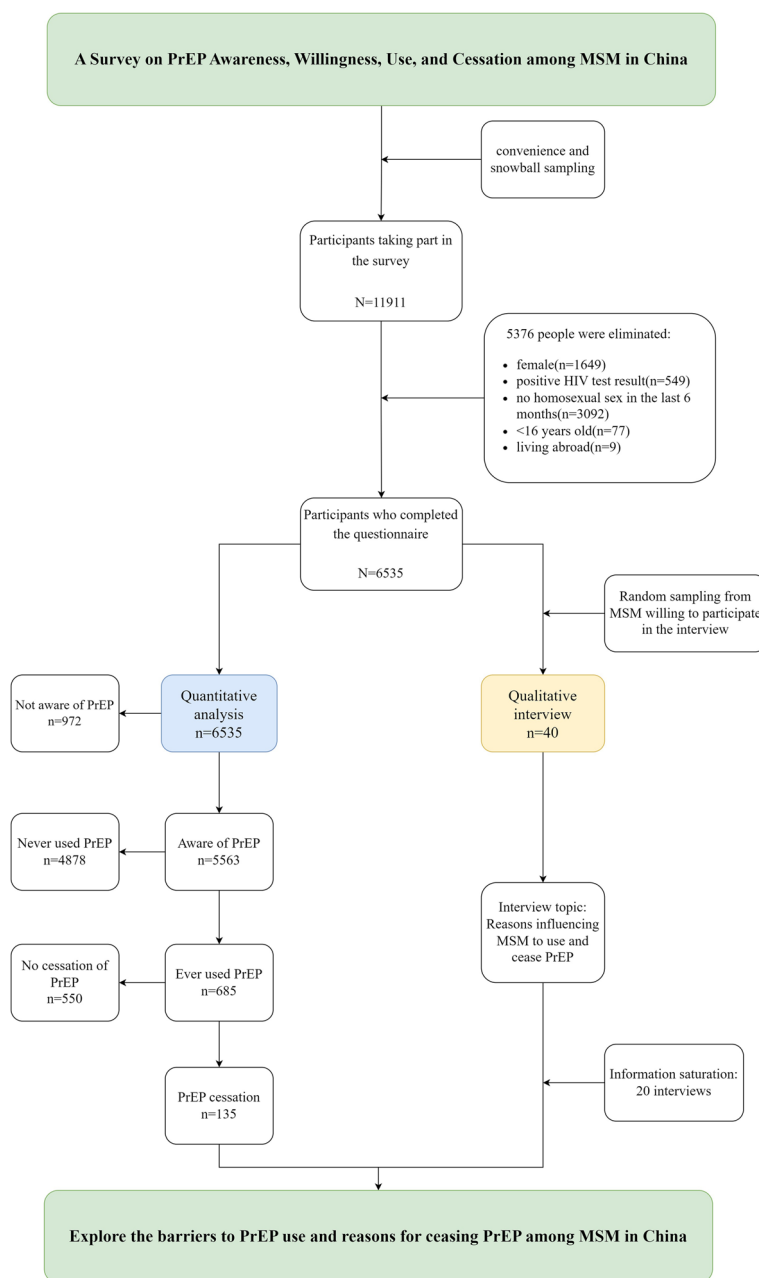 A Survey on PrEP Awareness, Willingness, Use, and Cessation among MSM in China
convenience and
snowball sampling
Participants taking part in
the survey
N=11911
5376 people were eliminated:
• female(n=1649)
• positive HIV test result(n=549)
• no homosexual sex in the last 6
months(n=3092)
• <16 years old(n=77)
• living abroad(n=9)
Participants who completed
the questionnaire
N=6535
Random sampling from
MSM willing to participate
in the interview
Not aware of PrEP
n=972
Quantitative
analysis
n=6535
Qualitative
interview
n=40
Never used PrEP
n=4878
Aware of PrEP
n=5563
Interview topic:
Reasons influencing
MSM to use and
cease PrEP
No cessation of
PrEP
n=550
Ever used PrEP
n=685
Information saturation:
20 interviews
PrEP cessation
n=135
Explore the barriers to PrEP use and reasons for ceasing PrEP among MSM in China